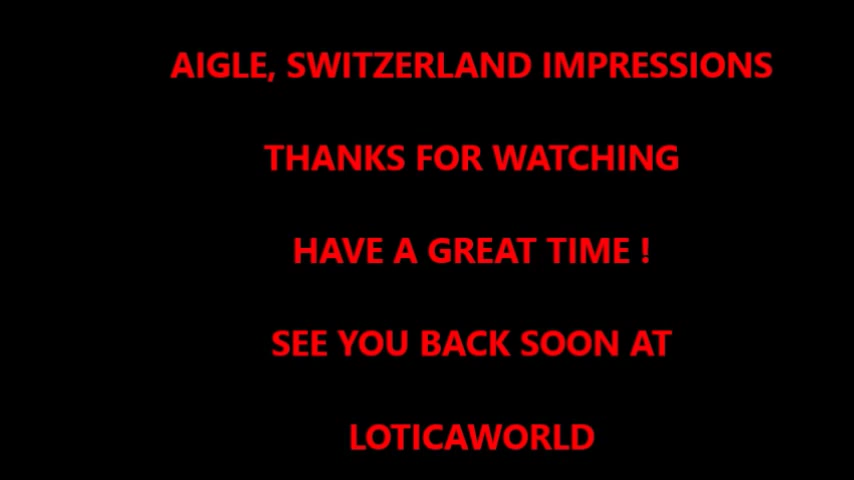 AIGLE, SWITZERLAND IMPRESSIONS
THANKS FOR WATCHING
HAVE A GREAT TIME !
SEE YOU BACK SOON AT
LOTICAWORLD